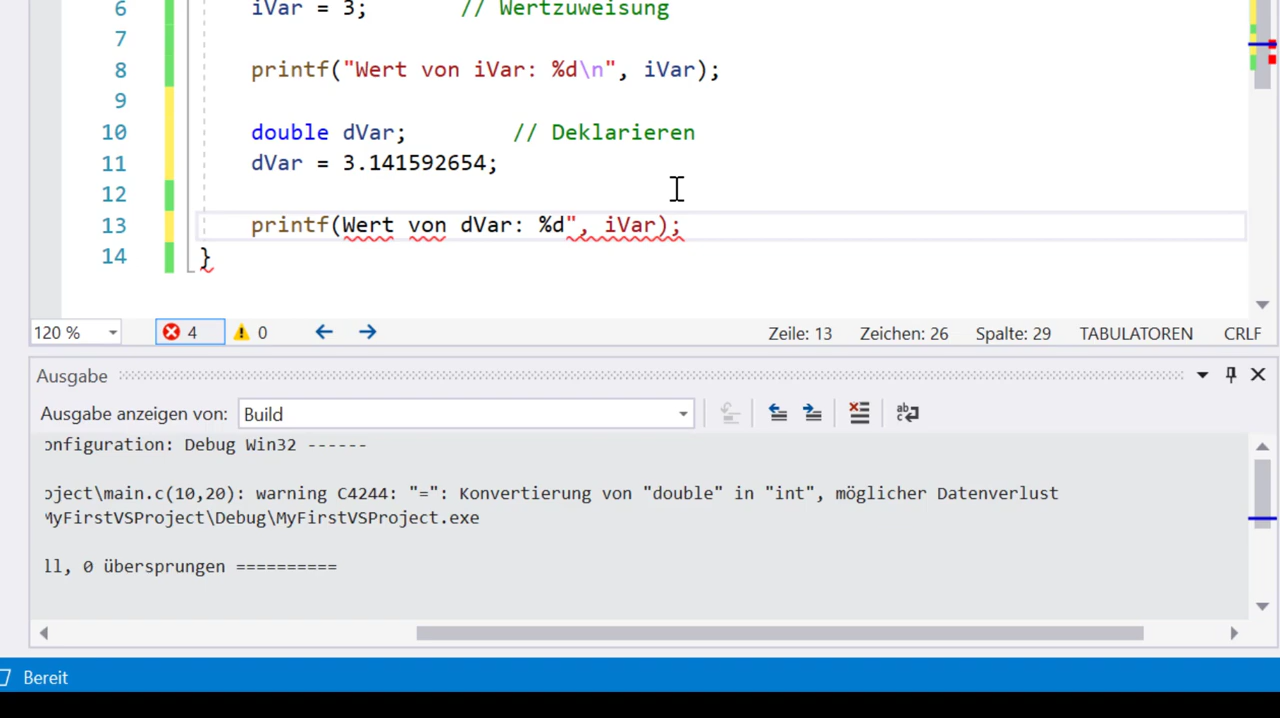 6 iVar = 3; // Wertzuweisung
7
8 printf("Wert von iVar: %d\n", iVar);
9
10 double dVar; // Deklarieren
11 dVar = 3.141592654;
12
13 printf(Wert von dVar: %d", iVar);
14 }
120 % 4 0 Zeile: 13 Zeichen: 26 Spalte: 29 TABULATOREN CRLF
Ausgabe
Ausgabe anzeigen von: Build
onfiguration: Debug Win32 ------
oject\main.c(10,20): warning C4244: "=": Konvertierung von "double" in "int", möglicher Datenverlust
MyFirstVSProject\Debug\MyFirstVSProject.exe
ll, 0 übersprungen ==========
Bereit